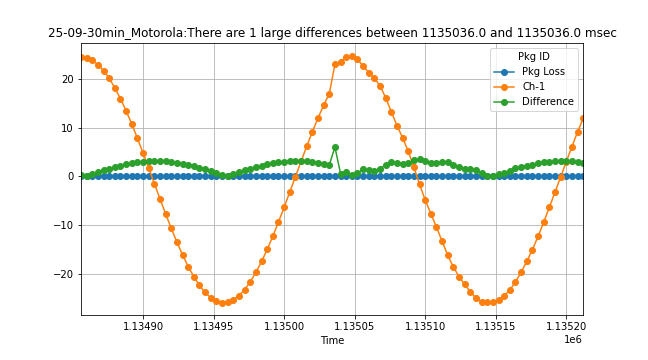 25-09-30min_Motorola:There are 1 large differences between 1135036.0 and 1135036.0 msec
Pkg ID
Pkg Loss
Ch-1
Difference
20
10
0
−10
−20
1.13490 1.13495 1.13500 1.13505 1.13510 1.13515 1.13520
1e6
Time